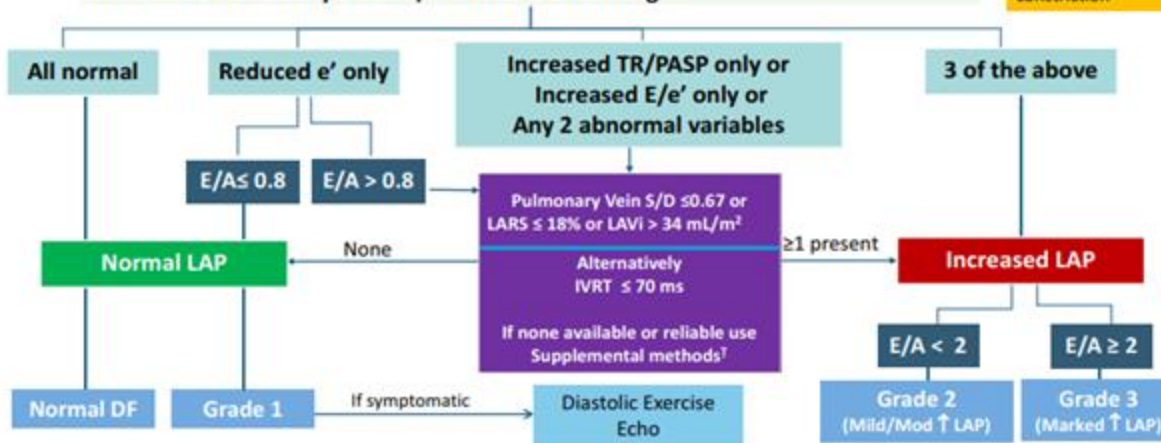 All normal
Reduced e' only
Increased TR/PASP only or
Increased E/e' only or
Any 2 abnormal variables
3 of the above
E/A≤ 0.8
E/A > 0.8
Pulmonary Vein S/D ≤0.67 or
LARS ≤ 18% or LAVi > 34 mL/m²
Alternatively
IVRT ≤ 70 ms
If none available or reliable use
Supplemental methods†
None
≥1 present
Normal LAP
Increased LAP
E/A < 2
E/A ≥ 2
Normal DF
Grade 1
If symptomatic
Diastolic Exercise
Echo
Grade 2
(Mild/Mod ↑ LAP)
Grade 3
(Marked ↑ LAP)